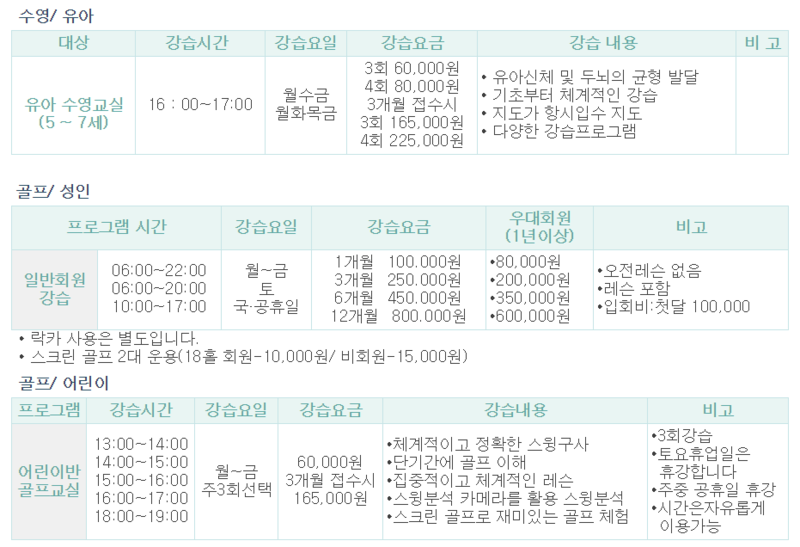 수영/ 유아
대상 강습시간 강습요일 강습요금 강습 내용 비 고
유아 수영교실
(5 ~ 7세)
16 : 00~17:00
월수금
월화목금
3회 60,000원
4회 80,000원
3개월 접수시
3회 165,000원
4회 225,000원
• 유아신체 및 두뇌의 균형 발달
• 기초부터 체계적인 강습
• 지도가 항시입수 지도
• 다양한 강습프로그램
골프/ 성인
프로그램 시간 강습요일 강습요금 우대회원 비고
(1년이상)
일반회원
강습
06:00~22:00
06:00~20:00
10:00~17:00
월~금
토
국·공휴일
1개월 100.000원
3개월 250.000원
6개월 450.000원
12개월 800.000원
•80,000원
•200,000원
•350,000원
•600,000원
•오전레슨 없음
•레슨 포함
•입회비:첫달 100,000
• 락카 사용은 별도입니다.
• 스크린 골프 2대 운용(18홀 회원-10,000원/ 비회원-15,000원)
골프/ 어린이
프로그램 강습시간 강습요일 강습요금 강습내용 비고
어린이반
골프교실
13:00~14:00
14:00~15:00
15:00~16:00
16:00~17:00
18:00~19:00
월~금
주3회선택
60,000원
3개월 접수시
165,000원
•체계적이고 정확한 스윙구사
•단기간에 골프 이해
•집중적이고 체계적인 레슨
•스윙분석 카메라를 활용 스윙분석
•스크린 골프로 재미있는 골프 체험
•3회강습
•토요휴업일은
휴강합니다
•주중 공휴일 휴강
•시간은자유롭게
이용가능